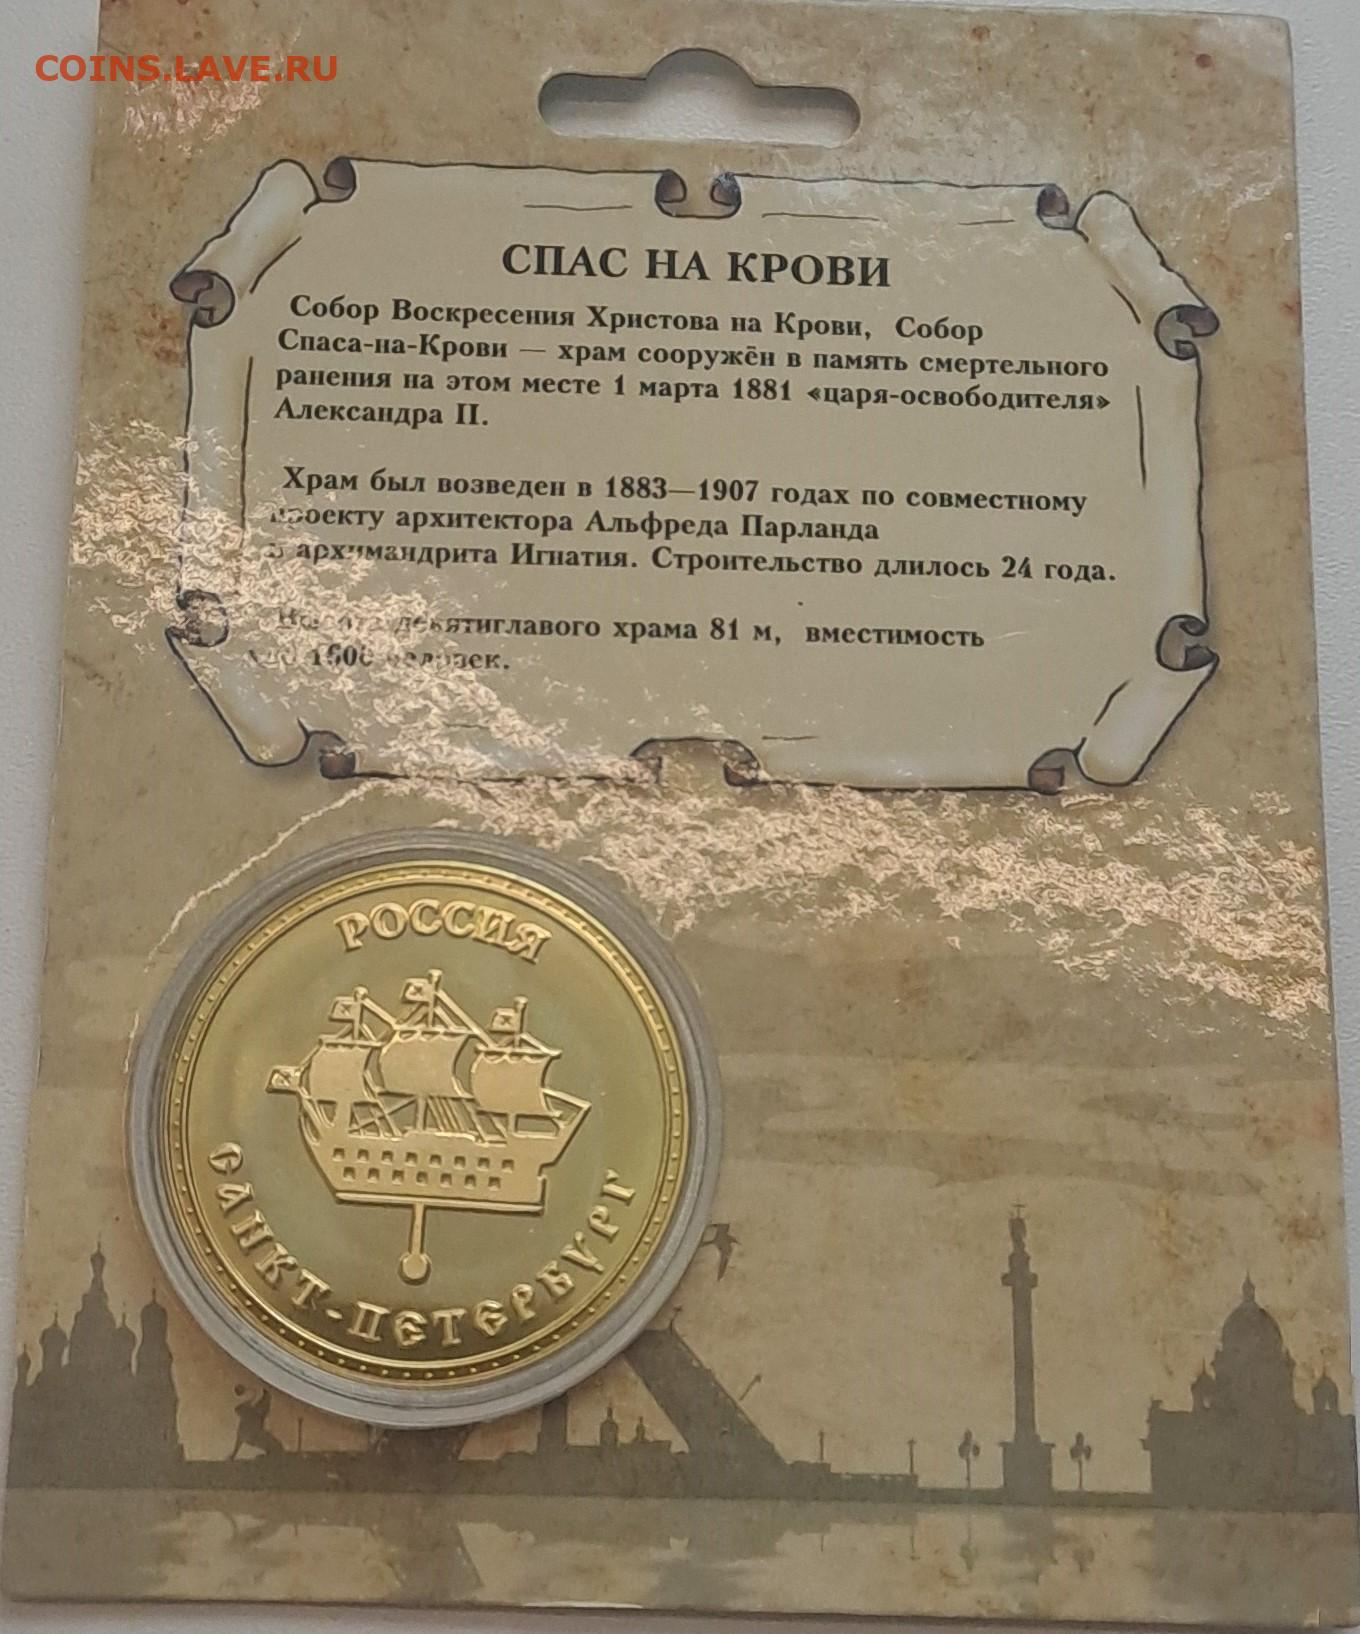 COINS.LAVE.RU
СПАС НА КРОВИ
Собор Воскресения Христова на Крови, Собор
Спаса-на-Крови — храм сооружён в память смертельного
ранения на этом месте 1 марта 1881 «царя-освободителя»
Александра II.
Храм был возведен в 1883—1907 годах по совместному
проекту архитектора Альфреда Парланда
архимандрита Игнатия. Строительство длилось 24 года.
девятиглавого храма 81 м, вместимость
человек.
РОССИЯ
САНКТ-ПЕТЕРБУРГ